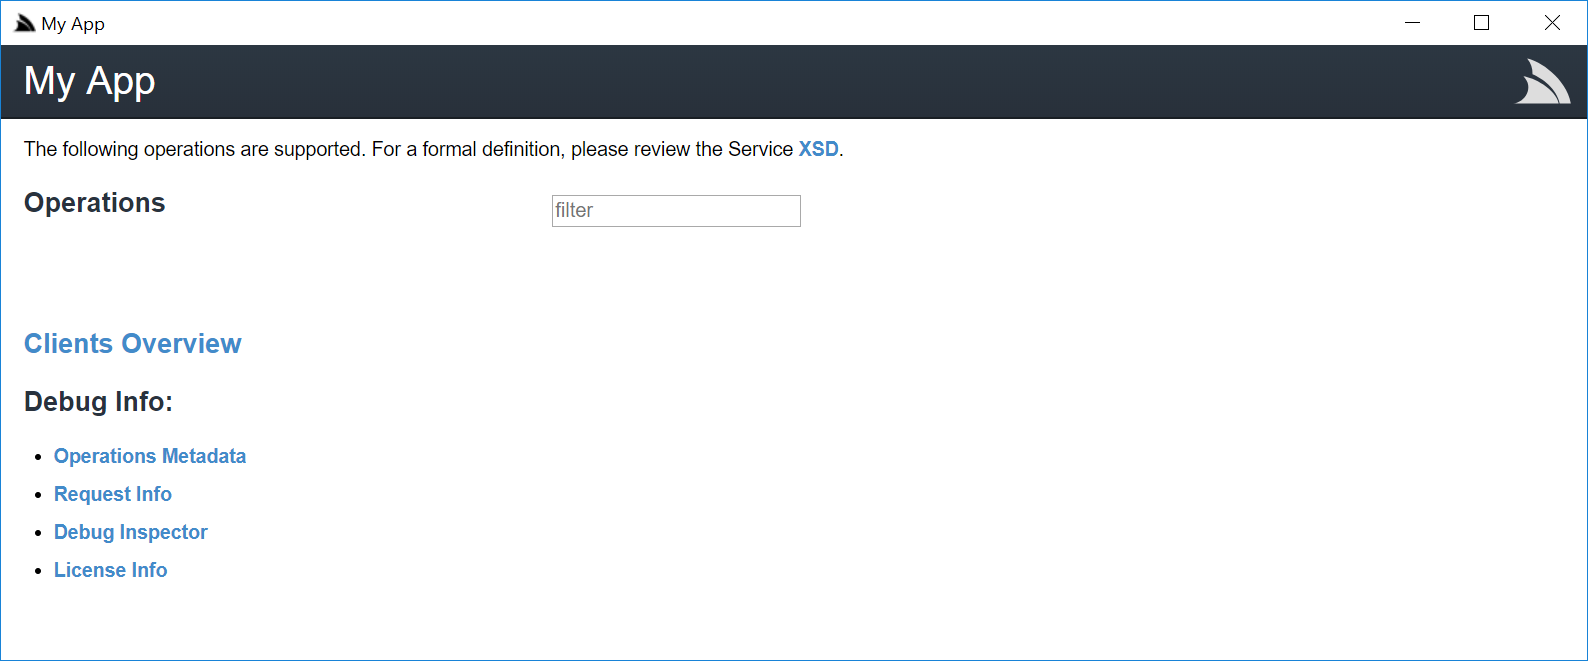 My App
My App
The following operations are supported. For a formal definition, please review the Service XSD.
Operations
filter
Clients Overview
Debug Info:
Operations Metadata
Request Info
Debug Inspector
License Info